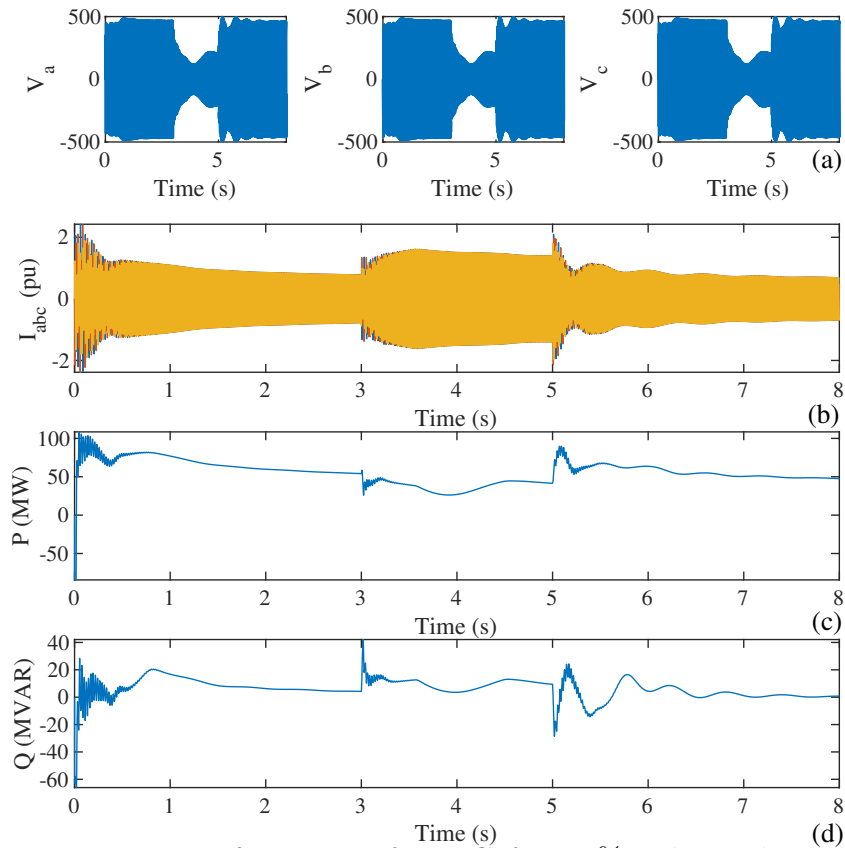 500
0
-500
V_a
0
5
Time (s)
500
0
-500
V_b
0
5
Time (s)
500
0
-500
V_c
0
5
Time (s)
(a)
2
0
-2
I_abc (pu)
0 1 2 3 4 5 6 7 8
Time (s)
(b)
100
50
0
-50
P (MW)
0 1 2 3 4 5 6 7 8
Time (s)
(c)
40
20
0
-20
-40
-60
Q (MVAR)
0 1 2 3 4 5 6 7 8
Time (s)
(d)
%